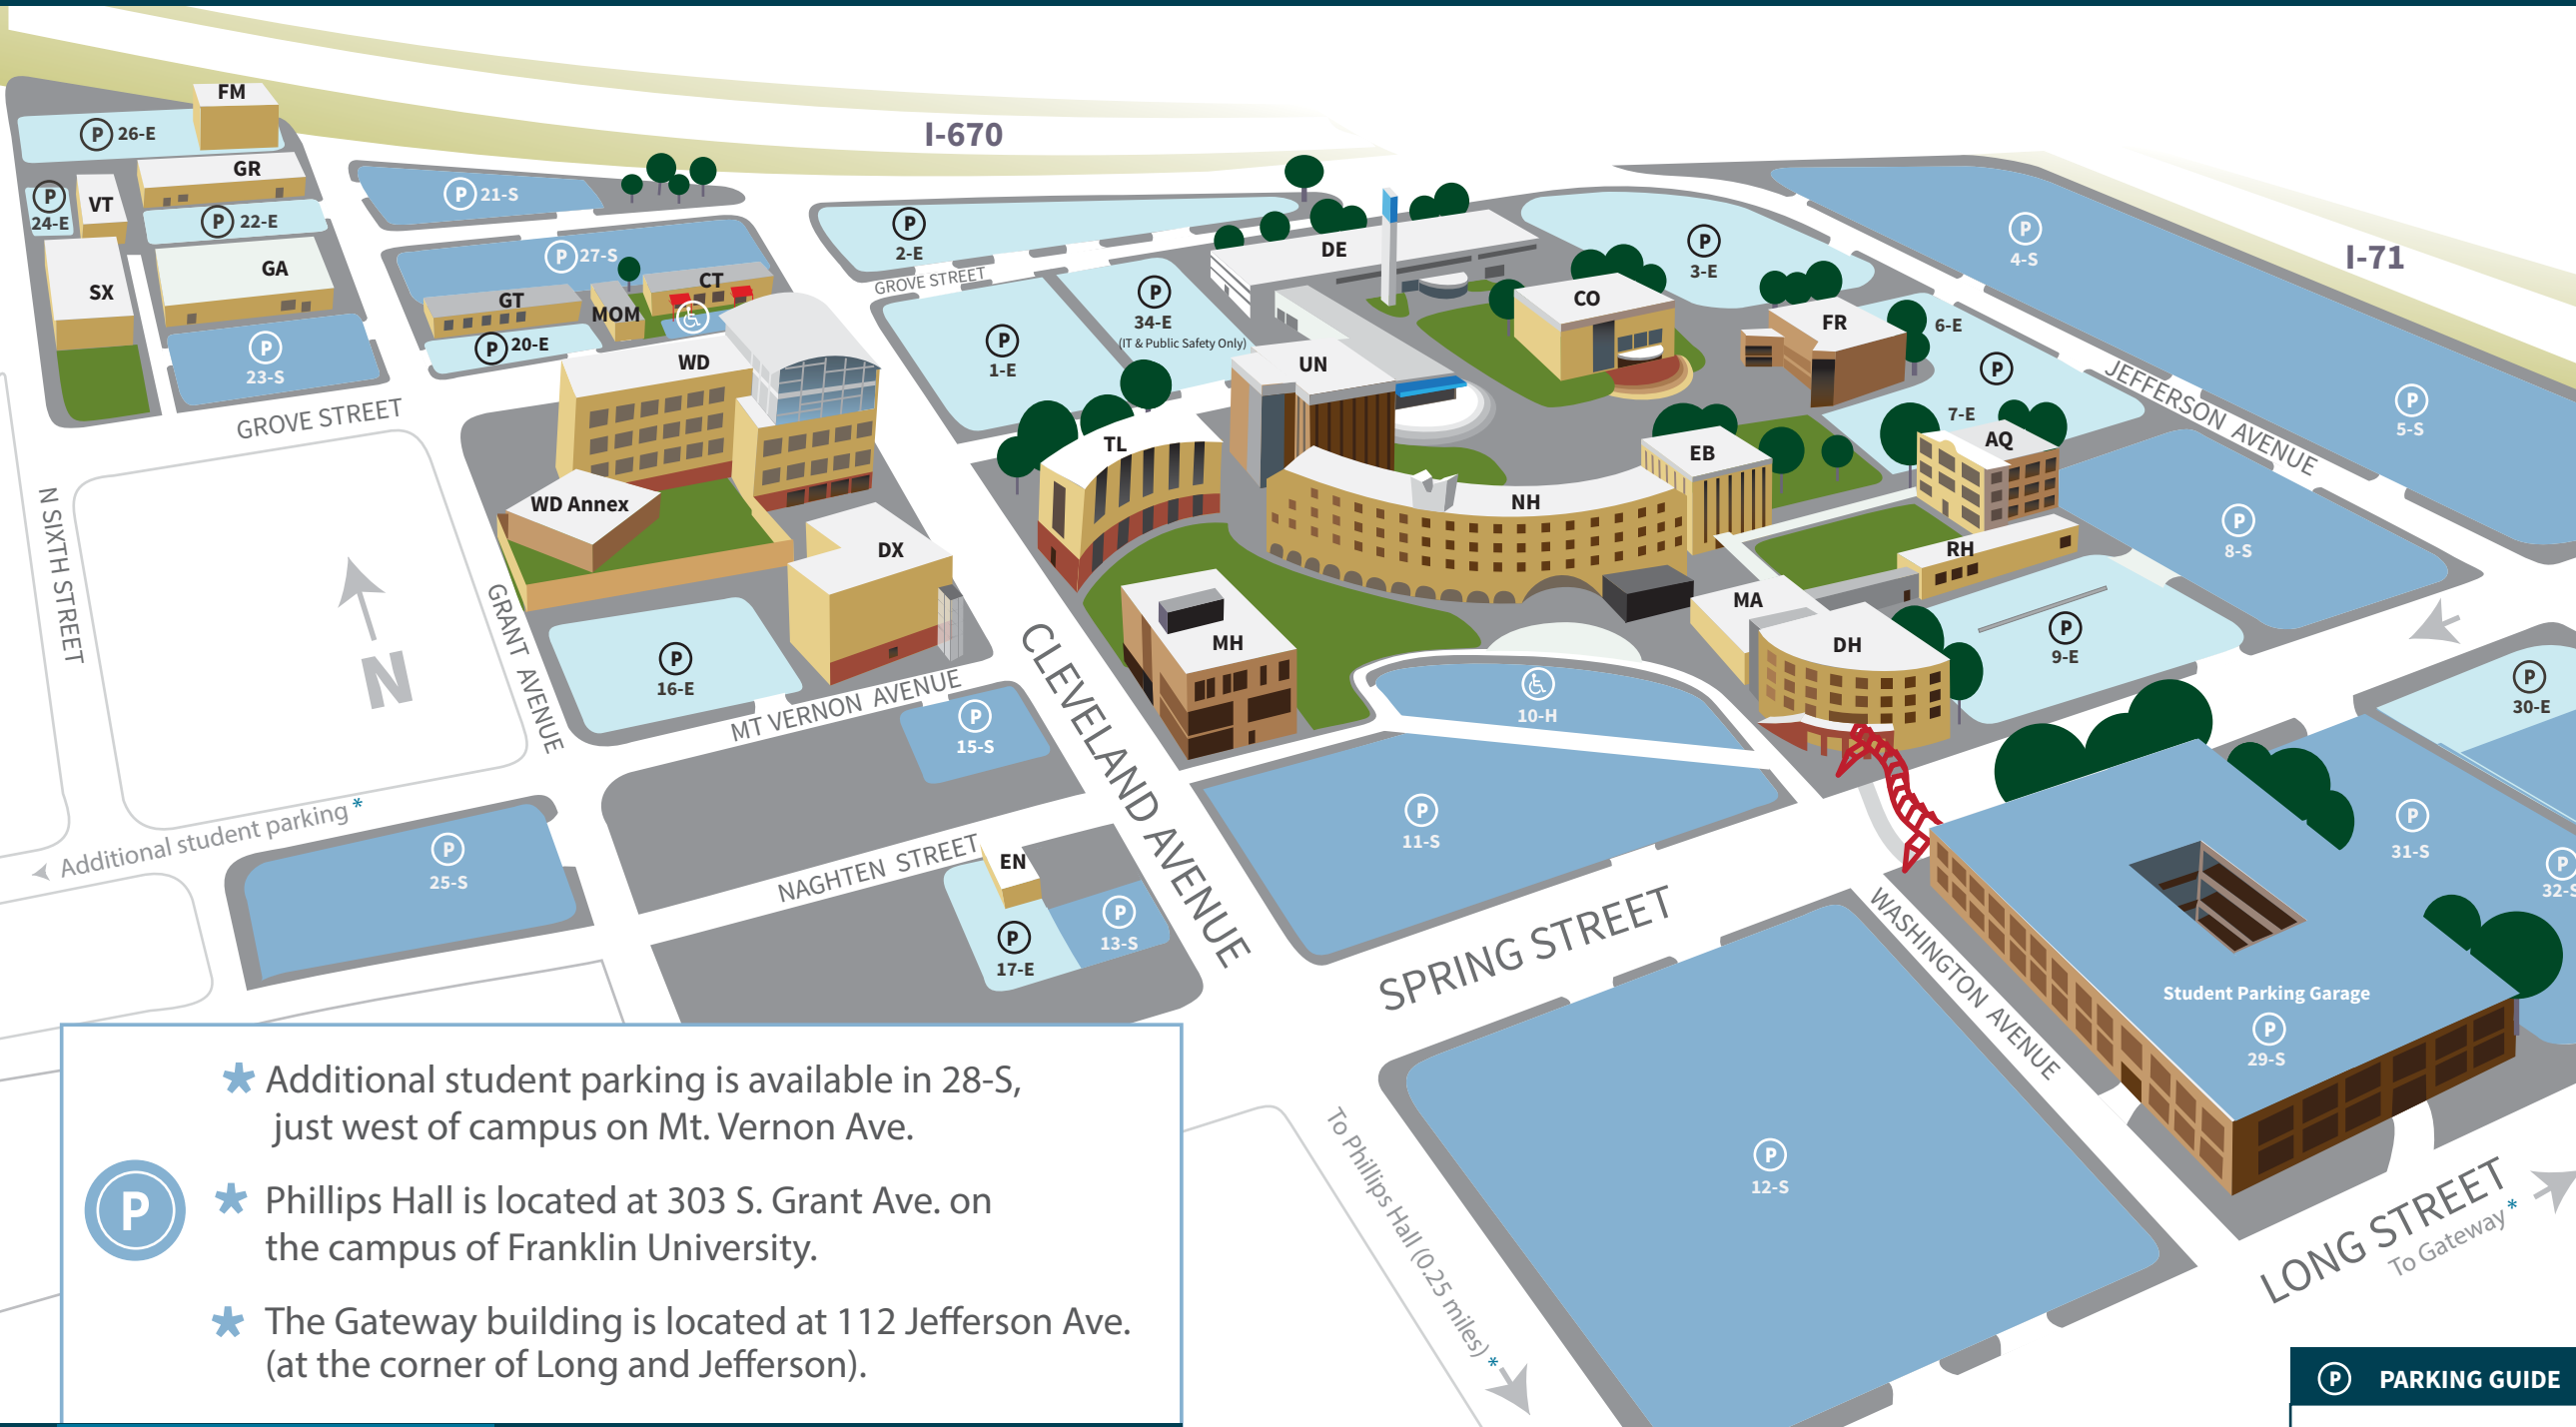 I-670
I-71
FM
P 26-E
GR
P
24-E
VT
P 22-E
SX
GA
P
23-S
P 21-S
P 27-S
GT
MOM
CT
P 20-E
WD
WD Annex
DX
P
16-E
GROVE STREET
N SIXTH STREET
GRANT AVENUE
N
P
2-E
GROVE STREET
P
1-E
P
34-E
(IT & Public Safety Only)
DE
P
3-E
CO
FR
6-E
P
7-E
P
4-S
P
5-S
JEFFERSON AVENUE
UN
TL
NH
EB
AQ
RH
P
8-S
MA
DH
P
9-E
MH
10-H
P
11-S
MT VERNON AVENUE
P
15-S
CLEVELAND AVENUE
NAGHTEN STREET
EN
P
17-E
P
13-S
Additional student parking *
P
25-S
SPRING STREET
WASHINGTON AVENUE
P
30-E
P
31-S
P
32-S
Student Parking Garage
P
29-S
P
12-S
LONG STREET
To Gateway *
To Phillips Hall (0.25 miles) *
P
* Additional student parking is available in 28-S,
just west of campus on Mt. Vernon Ave.
* Phillips Hall is located at 303 S. Grant Ave. on
the campus of Franklin University.
* The Gateway building is located at 112 Jefferson Ave.
(at the corner of Long and Jefferson).
P PARKING GUIDE